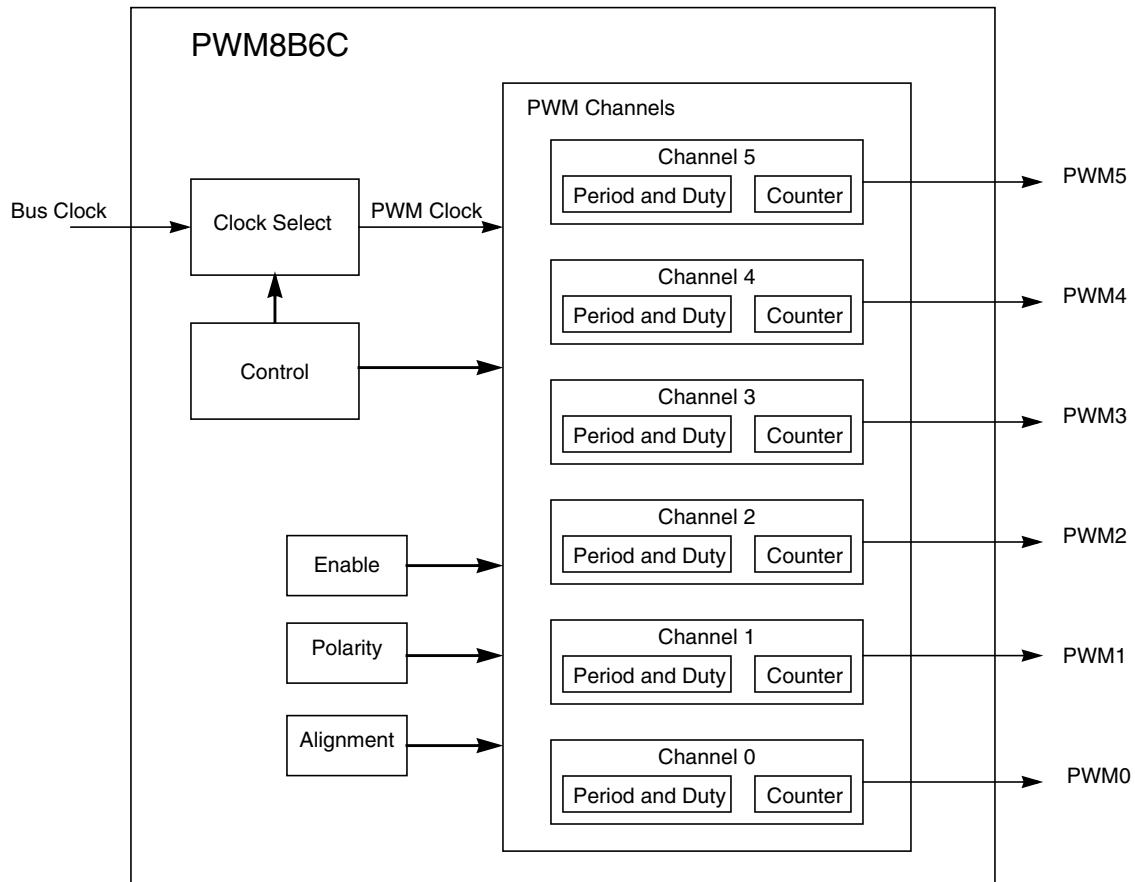 PWM8B6C
PWM Channels
Channel 5
Period and Duty
Counter
PWM5
Bus Clock
Clock Select
PWM Clock
Channel 4
Period and Duty
Counter
PWM4
Control
Channel 3
Period and Duty
Counter
PWM3
Channel 2
Period and Duty
Counter
PWM2
Enable
Polarity
Channel 1
Period and Duty
Counter
PWM1
Alignment
Channel 0
Period and Duty
Counter
PWM0